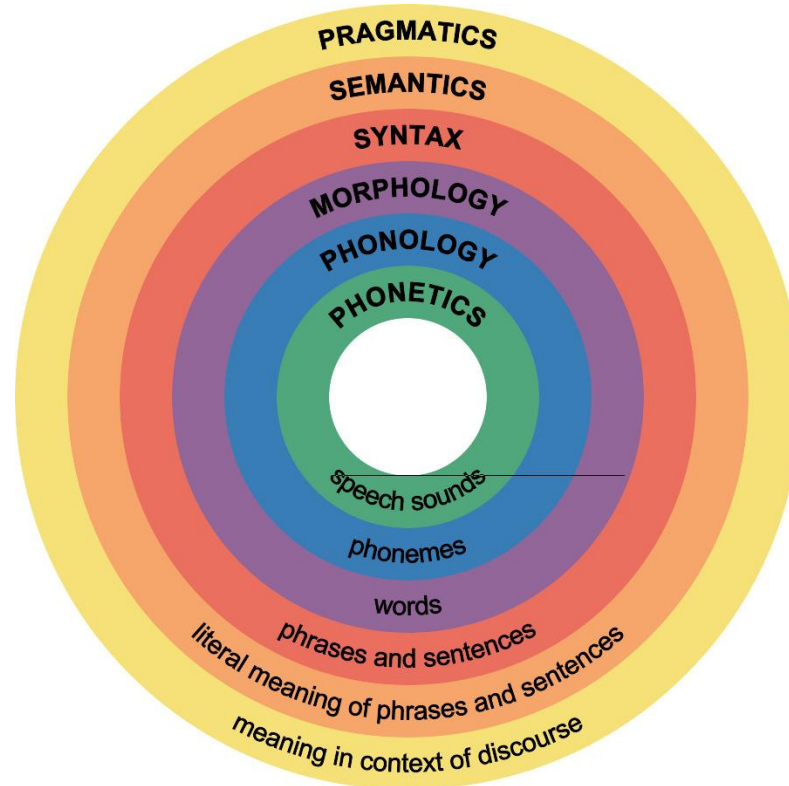 PRAGMATICS
SEMANTICS
SYNTAX
MORPHOLOGY
PHONOLOGY
PHONETICS
speech sounds
phonemes
words
phrases and sentences
literal meaning of phrases and sentences
meaning in context of discourse